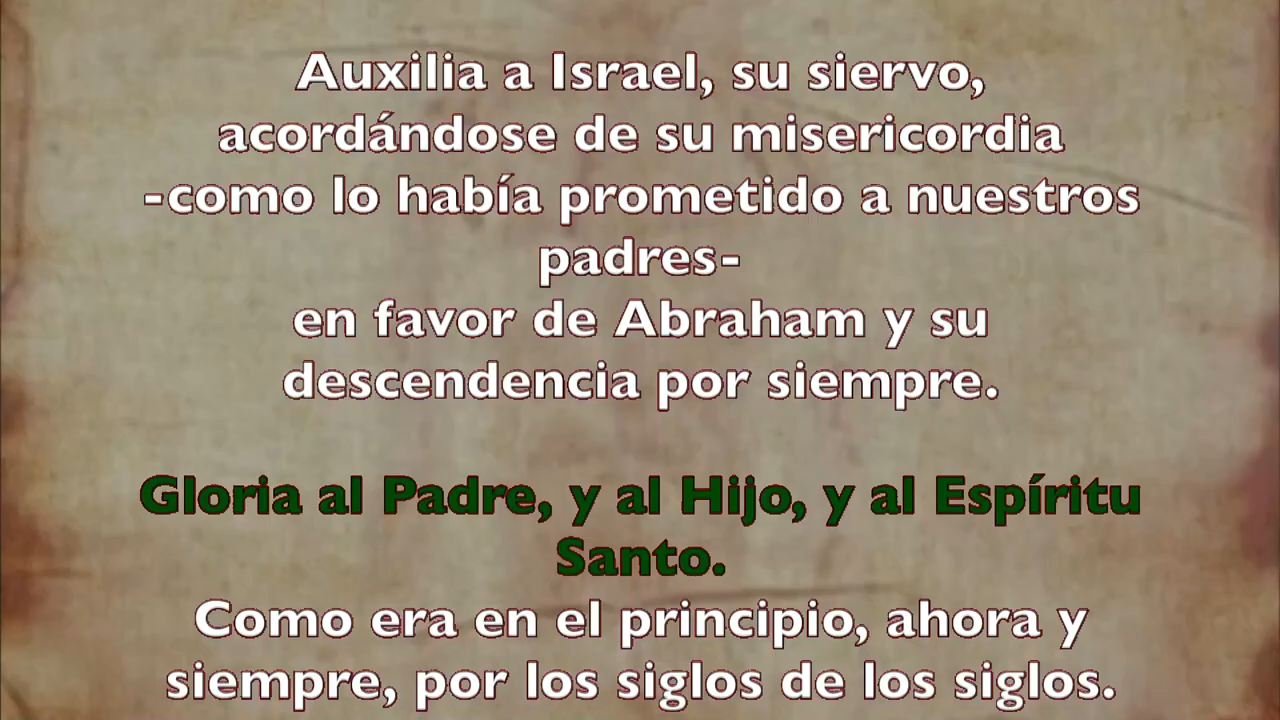 Auxilia a Israel, su siervo,
acordándose de su misericordia
-como lo había prometido a nuestros
padres-
en favor de Abraham y su
descendencia por siempre.
Gloria al Padre, y al Hijo, y al Espíritu
Santo.
Como era en el principio, ahora y
siempre, por los siglos de los siglos.